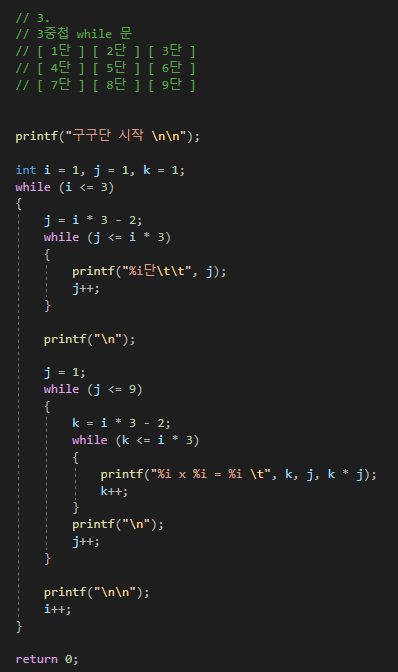 // 3.
// 3중첩 while 문
// [ 1단 ] [ 2단 ] [ 3단 ]
// [ 4단 ] [ 5단 ] [ 6단 ]
// [ 7단 ] [ 8단 ] [ 9단 ]
printf("구구단 시작 \n\n");
int i = 1, j = 1, k = 1;
while (i <= 3)
{
j = i * 3 - 2;
while (j <= i * 3)
{
printf("%i단\t\t", j);
j++;
}
printf("\n");
j = 1;
while (j <= 9)
{
k = i * 3 - 2;
while (k <= i * 3)
{
printf("%i x %i = %i \t", k, j, k * j);
k++;
}
printf("\n");
j++;
}
printf("\n\n");
i++;
}
return 0;